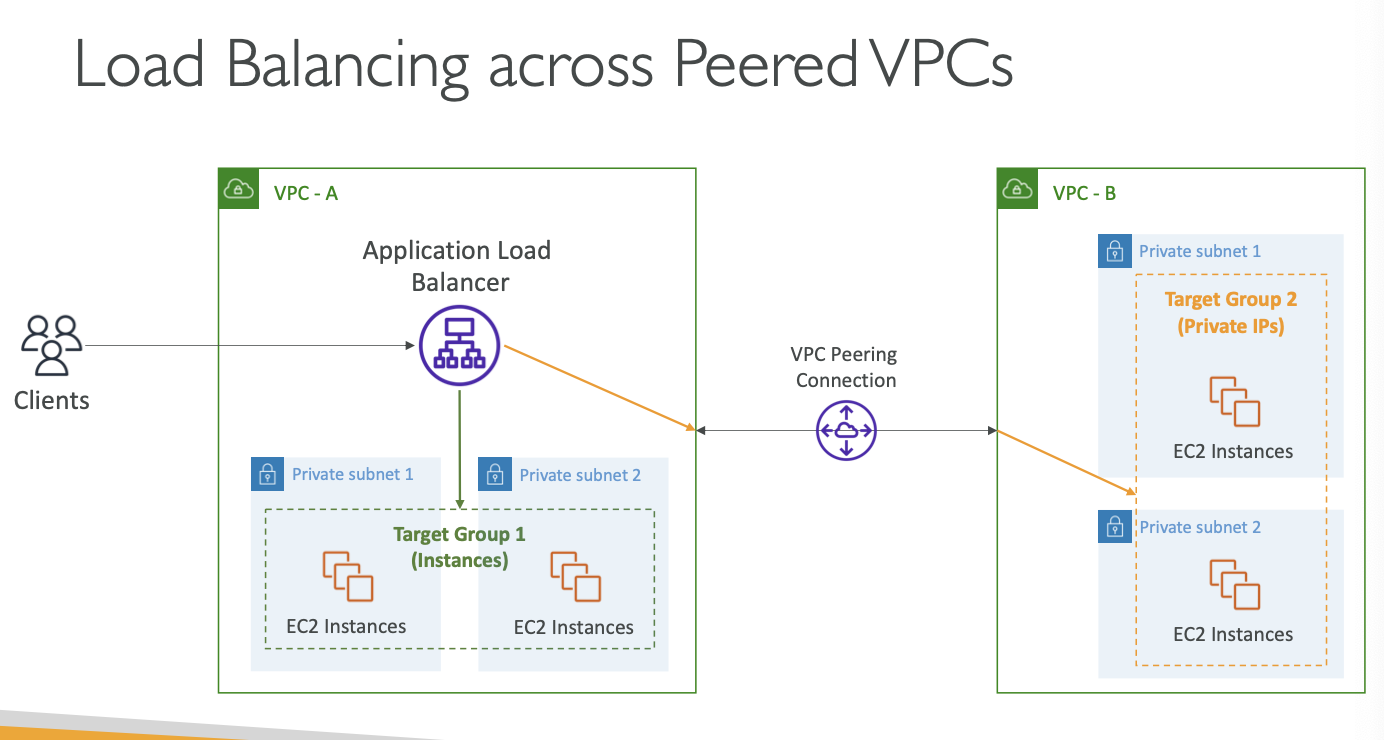 Load Balancing across Peered VPCs
VPC - A
Application Load
Balancer
Clients
Private subnet 1
Private subnet 2
Target Group 1
(Instances)
EC2 Instances
EC2 Instances
VPC Peering
Connection
VPC - B
Private subnet 1
Target Group 2
(Private IPs)
EC2 Instances
Private subnet 2
EC2 Instances